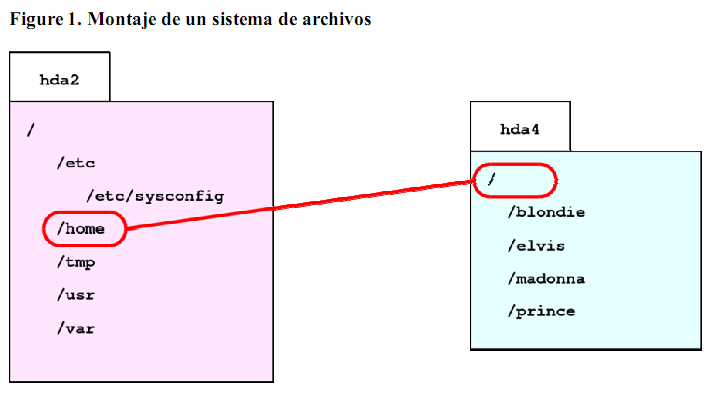 Figure 1. Montaje de un sistema de archivos
hda2
/
/etc
/etc/sysconfig
/home
/tmp
/usr
/var
hda4
/
/blondie
/elvis
/madonna
/prince